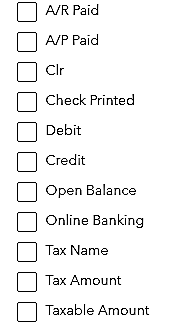 A/R Paid
A/P Paid
Clr
Check Printed
Debit
Credit
Open Balance
Online Banking
Tax Name
Tax Amount
Taxable Amount